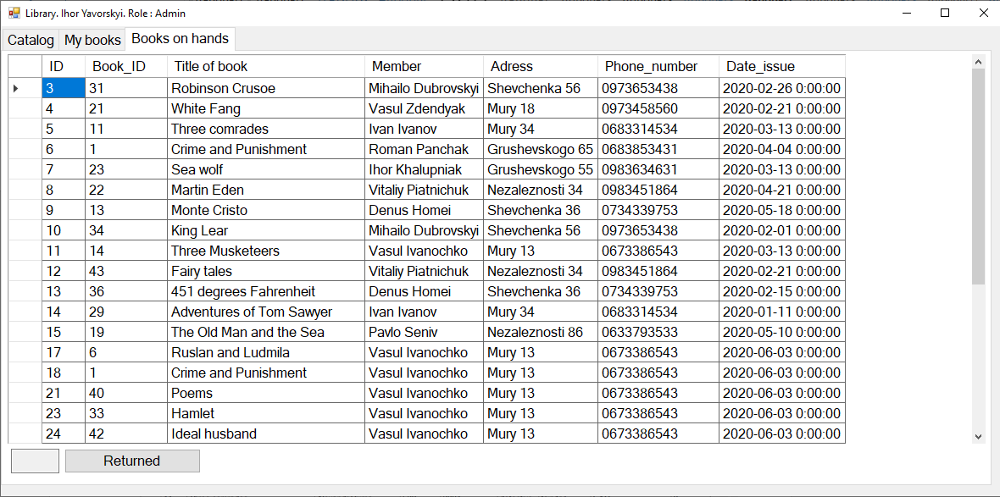 Library. Ihor Yavorskyi. Role : Admin
Catalog My books Books on hands
ID Book_ID Title of book Member Adress Phone_number Date_issue
3 31 Robinson Crusoe Mihailo Dubrovskyi Shevchenka 56 0973653438 2020-02-26 0:00:00
4 21 White Fang Vasul Zdendyak Mury 18 0973458560 2020-02-21 0:00:00
5 11 Three comrades Ivan Ivanov Mury 34 0683314534 2020-03-13 0:00:00
6 1 Crime and Punishment Roman Panchak Grushevskogo 65 0683853431 2020-04-04 0:00:00
7 23 Sea wolf Ihor Khalupniak Grushevskogo 55 0983634631 2020-03-13 0:00:00
8 22 Martin Eden Vitaliy Piatnichuk Nezaleznosti 34 0983451864 2020-04-21 0:00:00
9 13 Monte Cristo Denus Homei Shevchenka 36 0734339753 2020-05-18 0:00:00
10 34 King Lear Mihailo Dubrovskyi Shevchenka 56 0973653438 2020-02-01 0:00:00
11 14 Three Musketeers Vasul Ivanochko Mury 13 0673386543 2020-03-13 0:00:00
12 43 Fairy tales Vitaliy Piatnichuk Nezaleznosti 34 0983451864 2020-02-21 0:00:00
13 36 451 degrees Fahrenheit Denus Homei Shevchenka 36 0734339753 2020-02-15 0:00:00
14 29 Adventures of Tom Sawyer Ivan Ivanov Mury 34 0683314534 2020-01-11 0:00:00
15 19 The Old Man and the Sea Pavlo Seniv Nezaleznosti 86 0633793533 2020-05-10 0:00:00
17 6 Ruslan and Ludmila Vasul Ivanochko Mury 13 0673386543 2020-06-03 0:00:00
18 1 Crime and Punishment Vasul Ivanochko Mury 13 0673386543 2020-06-03 0:00:00
21 40 Poems Vasul Ivanochko Mury 13 0673386543 2020-06-03 0:00:00
23 33 Hamlet Vasul Ivanochko Mury 13 0673386543 2020-06-03 0:00:00
24 42 Ideal husband Vasul Ivanochko Mury 13 0673386543 2020-06-03 0:00:00
Returned